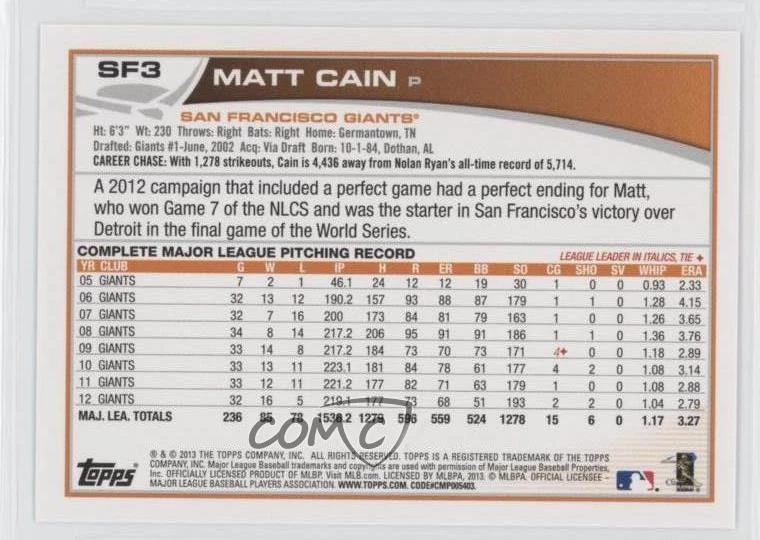 SF3 MATT CAIN P
SAN FRANCISCO GIANTS®
Ht: 6'3" Wt: 230 Throws: Right Bats: Right Home: Germantown, TN
Drafted: Giants #1-June, 2002 Acq: Via Draft Born: 10-1-84, Dothan, AL
CAREER CHASE: With 1,278 strikeouts, Cain is 4,436 away from Nolan Ryan's all-time record of 5,714.
A 2012 campaign that included a perfect game had a perfect ending for Matt,
who won Game 7 of the NLCS and was the starter in San Francisco's victory over
Detroit in the final game of the World Series.
COMPLETE MAJOR LEAGUE PITCHING RECORD LEAGUE LEADER IN ITALICS, TIE ✦
YR CLUB G W L IP H R ER BB SO CG SHO SV WHIP ERA
05 GIANTS 7 2 1 46.1 24 12 12 19 30 1 0 0 0.93 2.33
06 GIANTS 32 13 12 190.2 157 93 88 87 179 1 1 0 1.28 4.15
07 GIANTS 32 7 16 200 173 84 81 79 163 1 0 0 1.26 3.65
08 GIANTS 34 8 14 217.2 206 95 91 91 186 1 1 0 1.36 3.76
09 GIANTS 33 14 8 217.2 184 73 70 73 171 4✦ 0 0 1.18 2.89
10 GIANTS 33 13 11 223.1 181 84 78 61 177 4 2 0 1.08 3.14
11 GIANTS 33 12 11 221.2 177 82 71 63 179 1 0 0 1.08 2.88
12 GIANTS 32 16 5 219.1 177 73 68 51 193 2 2 0 1.04 2.79
MAJ. LEA. TOTALS 236 85 78 1536.2 1279 596 559 524 1278 15 6 0 1.17 3.27
COMC
® & © 2013 THE TOPPS COMPANY, INC. ALL RIGHTS RESERVED. TOPPS IS A REGISTERED TRADEMARK OF THE TOPPS
COMPANY, INC. Major League Baseball trademarks and copyrights are used with permission of Major League Baseball Properties,
Inc. OFFICIALLY LICENSED PRODUCT OF MLBP. Visit MLB.com. LICENSED BY MLBPA, 2013. © MLBPA. OFFICIAL LICENSEE -
MAJOR LEAGUE BASEBALL PLAYERS ASSOCIATION. WWW.TOPPS.COM. CODE#CMP005403.
topps®